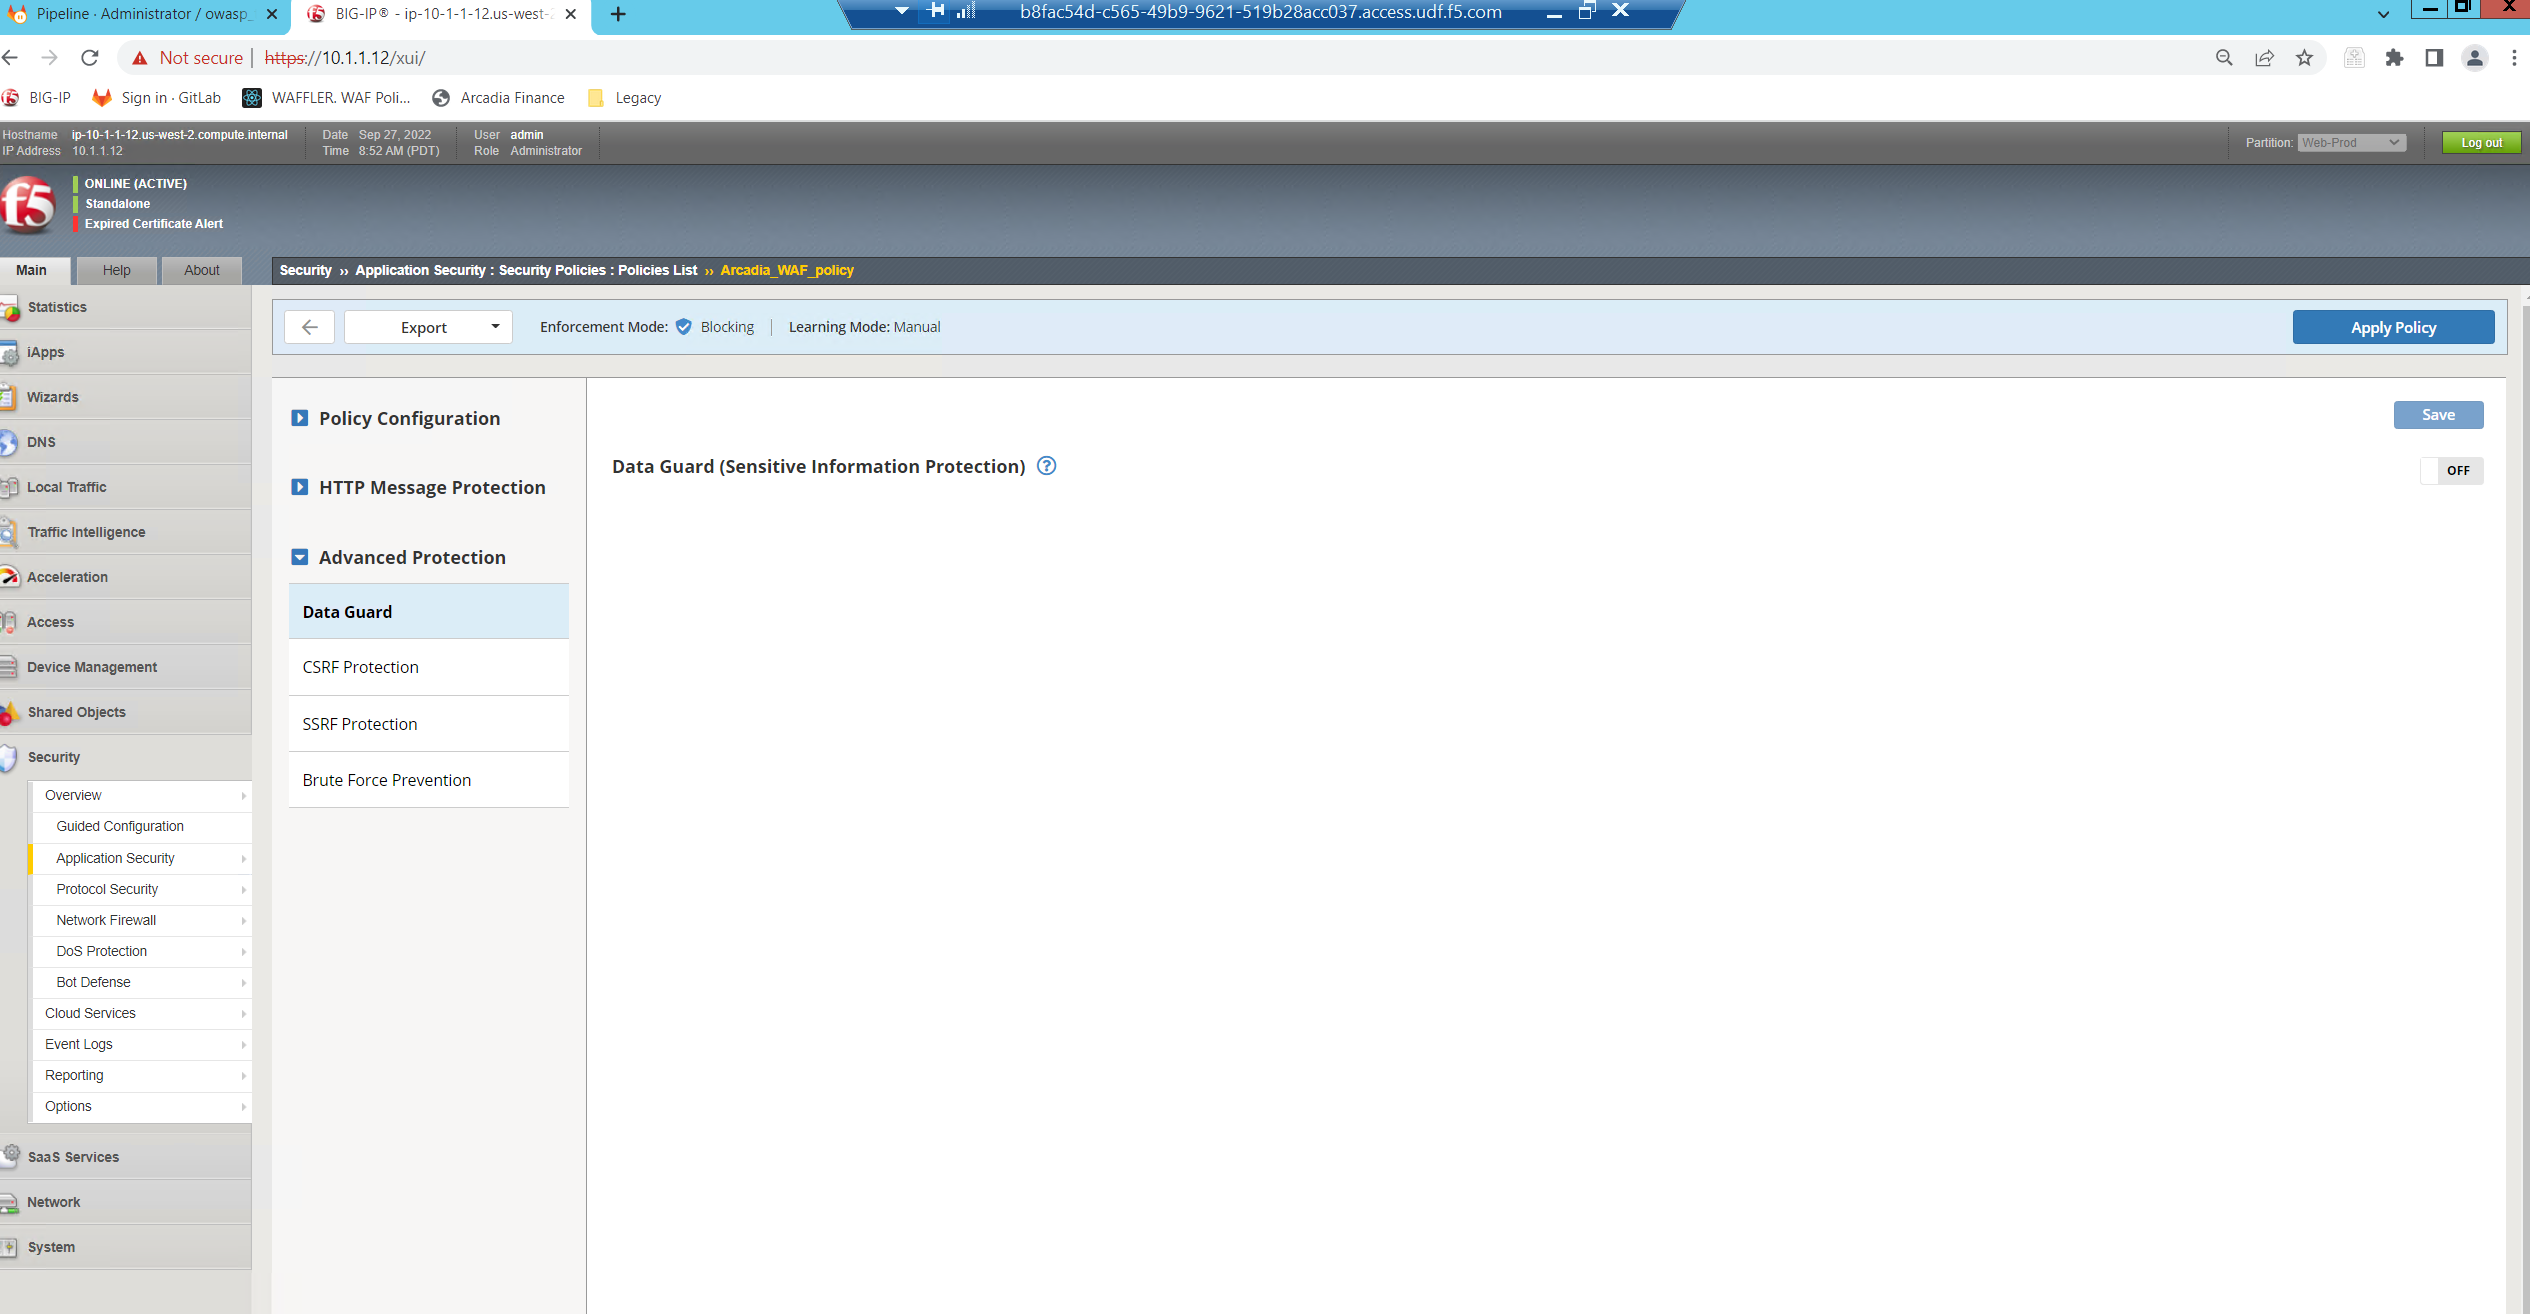 Pipeline · Administrator / owasp_
BIG-IP® - ip-10-1-1-12.us-west-2
b8fac54d-c565-49b9-9621-519b28acc037.access.udf.f5.com
Not secure | https://10.1.1.12/xui/
BIG-IP
Sign in · GitLab
WAFFLER. WAF Poli...
Arcadia Finance
Legacy
Hostname ip-10-1-1-12.us-west-2.compute.internal
IP Address 10.1.1.12
Date Sep 27, 2022
Time 8:52 AM (PDT)
User admin
Role Administrator
Partition: Web-Prod
Log out
f5
ONLINE (ACTIVE)
Standalone
Expired Certificate Alert
Main
Help
About
Security ›› Application Security : Security Policies : Policies List ›› Arcadia_WAF_policy
Statistics
iApps
Wizards
DNS
Local Traffic
Traffic Intelligence
Acceleration
Access
Device Management
Shared Objects
Security
Overview
Guided Configuration
Application Security
Protocol Security
Network Firewall
DoS Protection
Bot Defense
Cloud Services
Event Logs
Reporting
Options
SaaS Services
Network
System
Export
Enforcement Mode: Blocking | Learning Mode: Manual
Apply Policy
Policy Configuration
HTTP Message Protection
Advanced Protection
Data Guard
CSRF Protection
SSRF Protection
Brute Force Prevention
Save
Data Guard (Sensitive Information Protection) ?
OFF